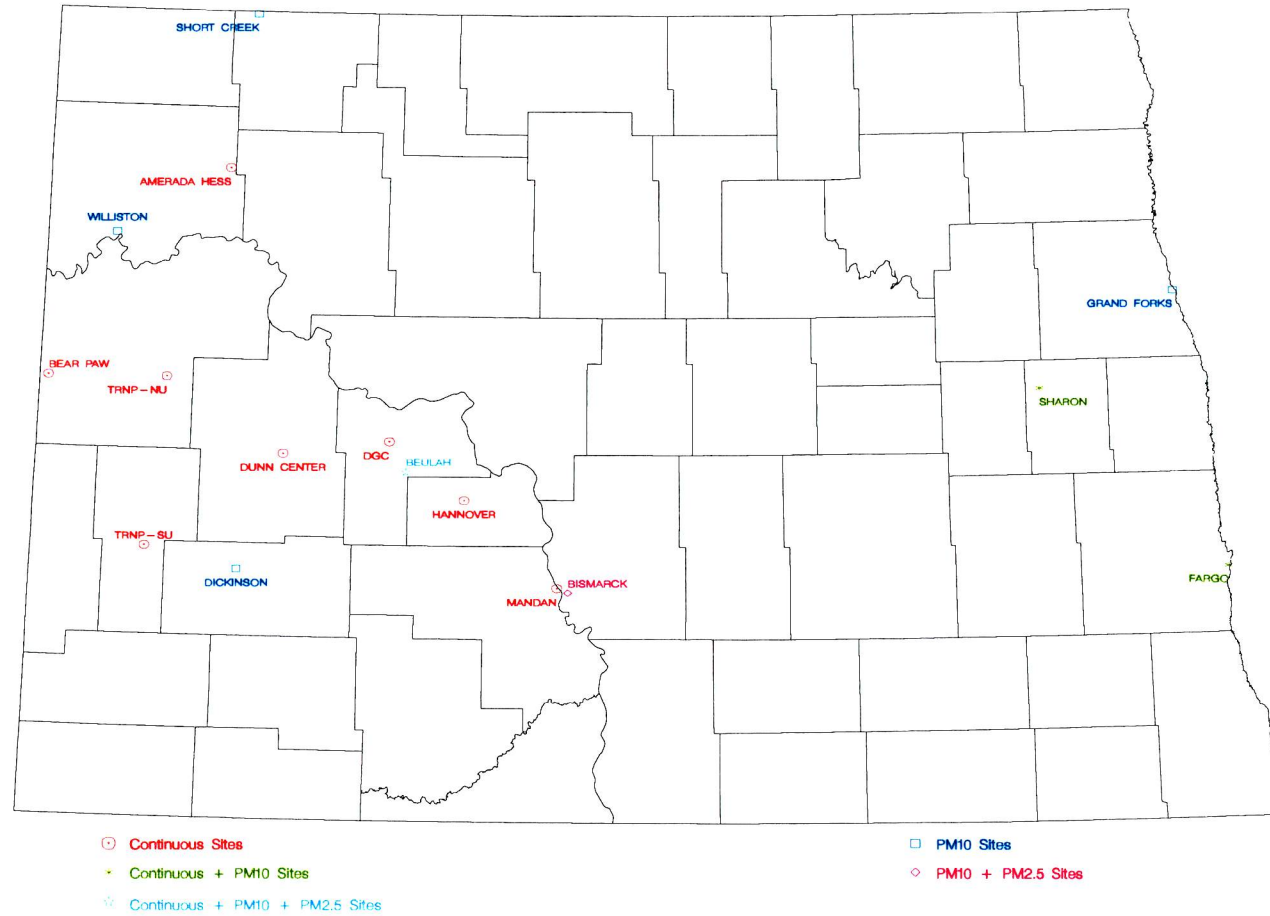 SHORT CREEK
AMERADA HESS
WILLISTON
GRAND FORKS
BEAR PAW
TRNP-NU
SHARON
DUNN CENTER
DGC
BEULAH
HANNOVER
TRNP-SU
DICKINSON
BISMARCK
MANDAN
FARGO
Continuous Sites
PM10 Sites
Continuous + PM10 Sites
PM10 + PM2.5 Sites
Continuous + PM10 + PM2.5 Sites